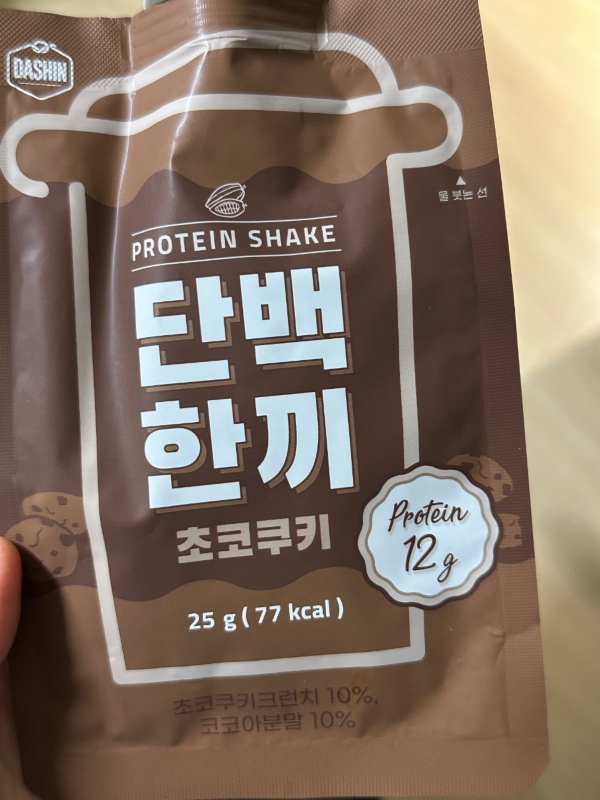 DASHIN
물 붓는 선
PROTEIN SHAKE
단백
한끼
초코쿠키
Protein
12g
25 g ( 77 kcal )
초코쿠키크런치 10%,
코코아분말 10%